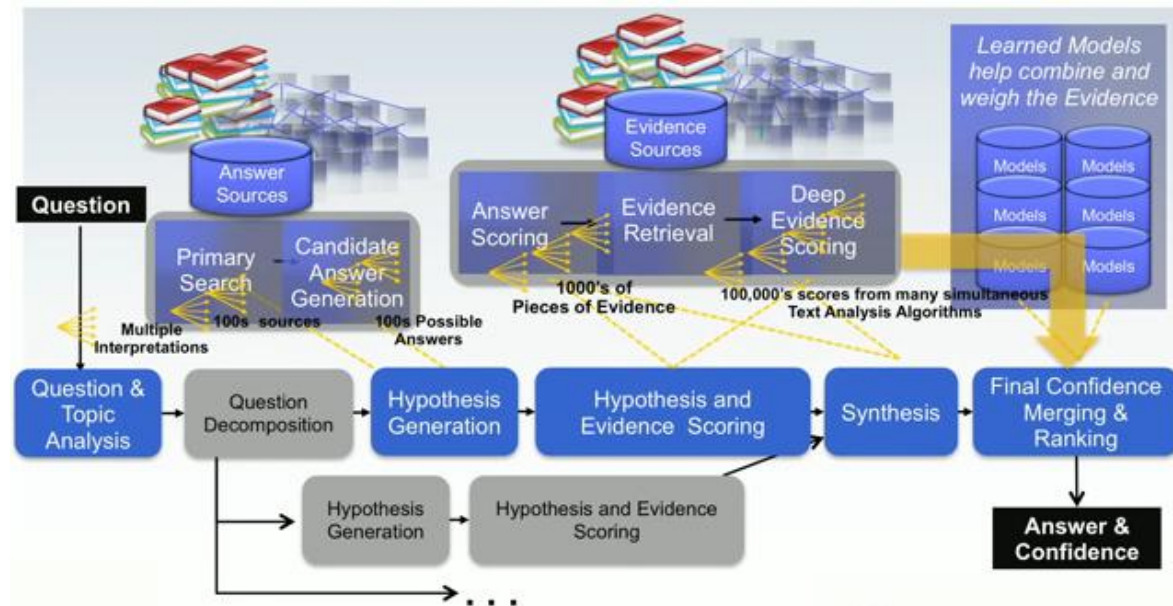 Learned Models
help combine and
weigh the Evidence
Answer
Sources
Evidence
Sources
Models
Models
Models
Models
Models
Models
Question
Primary
Search
Candidate
Answer
Generation
Answer
Scoring
Evidence
Retrieval
Deep
Evidence
Scoring
Multiple
Interpretations
100s sources
100s Possible
Answers
1000's of
Pieces of Evidence
100,000's scores from many simultaneous
Text Analysis Algorithms
Question &
Topic
Analysis
Question
Decomposition
Hypothesis
Generation
Hypothesis and
Evidence Scoring
Synthesis
Final Confidence
Merging &
Ranking
Hypothesis
Generation
Hypothesis and Evidence
Scoring
Answer &
Confidence
. . .